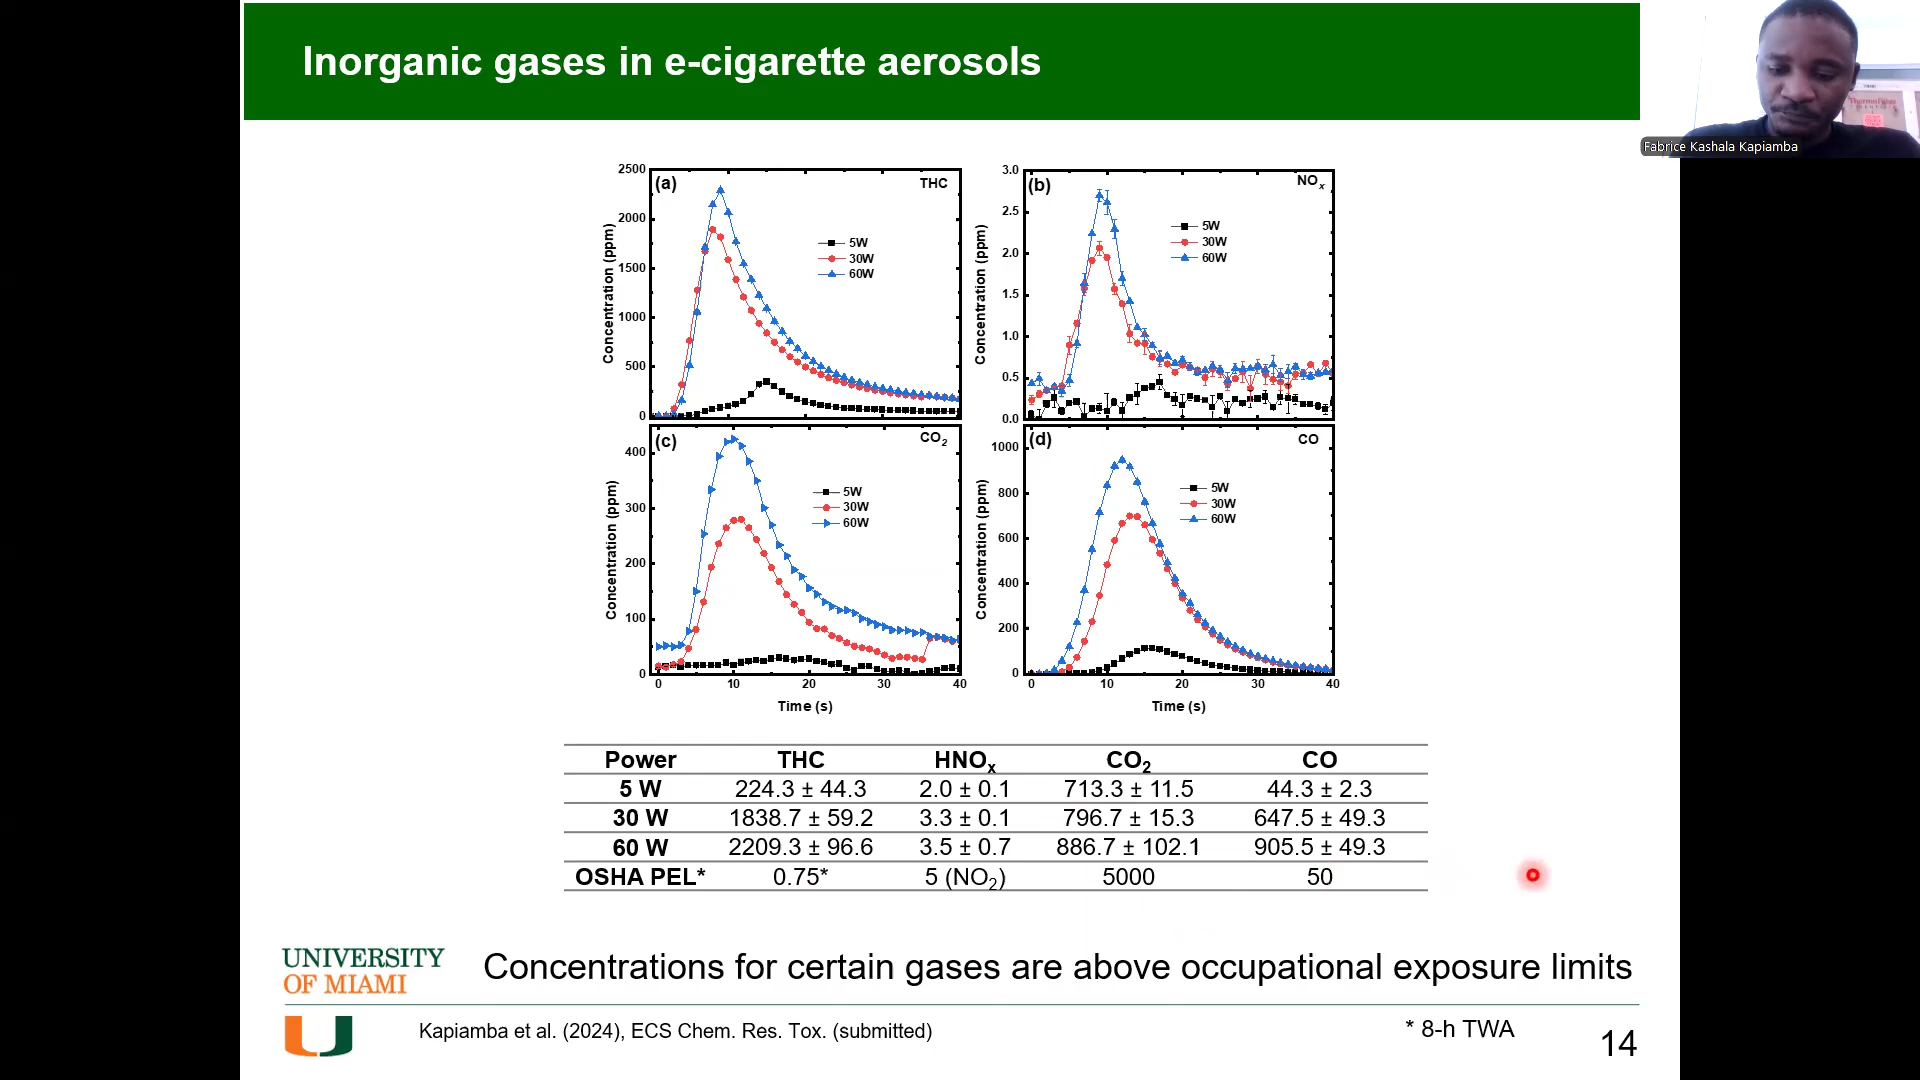 Inorganic gases in e-cigarette aerosols
Fabrice Kashala Kapiamba
(a)
THC
2500
2000
1500
1000
500
0
Concentration (ppm)
5W
30W
60W
(b)
NOx
3.0
2.5
2.0
1.5
1.0
0.5
0.0
Concentration (ppm)
5W
30W
60W
(c)
CO2
400
300
200
100
0
Concentration (ppm)
5W
30W
60W
0 10 20 30 40
Time (s)
(d)
CO
1000
800
600
400
200
0
Concentration (ppm)
5W
30W
60W
0 10 20 30 40
Time (s)
Power THC HNOx CO2 CO
5 W 224.3 ± 44.3 2.0 ± 0.1 713.3 ± 11.5 44.3 ± 2.3
30 W 1838.7 ± 59.2 3.3 ± 0.1 796.7 ± 15.3 647.5 ± 49.3
60 W 2209.3 ± 96.6 3.5 ± 0.7 886.7 ± 102.1 905.5 ± 49.3
OSHA PEL* 0.75* 5 (NO2) 5000 50
UNIVERSITY
OF MIAMI
Concentrations for certain gases are above occupational exposure limits
Kapiamba et al. (2024), ECS Chem. Res. Tox. (submitted)
* 8-h TWA
14